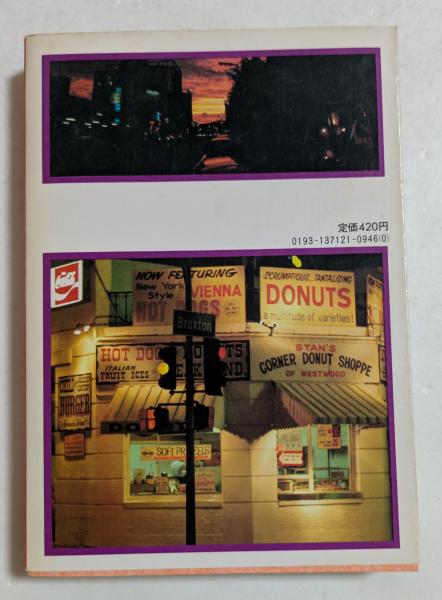 定価420円
0193-137121-0946(0)
NOW FEATURING
New York
Style
VIENNA
HOT DOGS
SCRUMPTIOUS...TANTALIZING
DONUTS
a multitude of varieties!
Broxton
HOT DOGS
ITALIAN
FRUIT ICES
STAN'S
CORNER DONUT SHOPPE
OF WESTWOOD
BURGER
SOFT PRETZELS